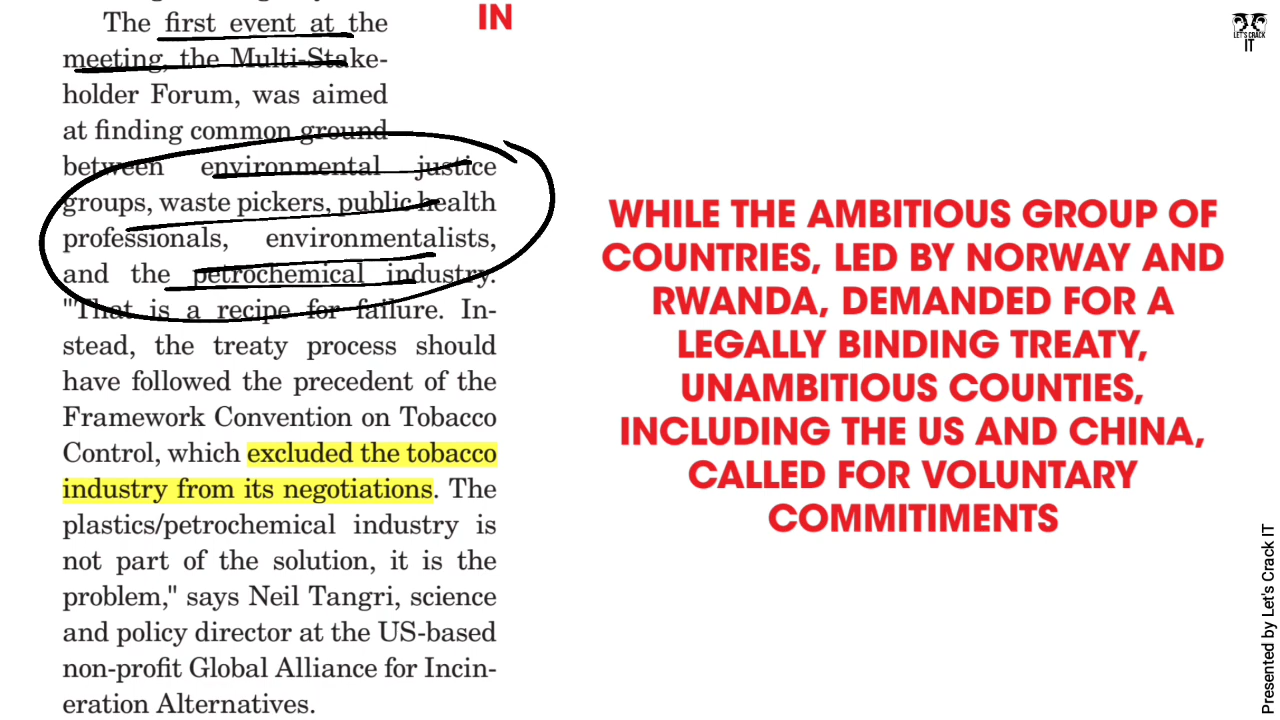 The first event at the
meeting, the Multi-Stake-
holder Forum, was aimed
at finding common ground
between environmental justice
groups, waste pickers, public health
professionals, environmentalists,
and the petrochemical industry.
"That is a recipe for failure. In-
stead, the treaty process should
have followed the precedent of the
Framework Convention on Tobacco
Control, which excluded the tobacco
industry from its negotiations. The
plastics/petrochemical industry is
not part of the solution, it is the
problem," says Neil Tangri, science
and policy director at the US-based
non-profit Global Alliance for Incin-
eration Alternatives.
IN
WHILE THE AMBITIOUS GROUP OF
COUNTRIES, LED BY NORWAY AND
RWANDA, DEMANDED FOR A
LEGALLY BINDING TREATY,
UNAMBITIOUS COUNTIES,
INCLUDING THE US AND CHINA,
CALLED FOR VOLUNTARY
COMMITIMENTS
LET'S CRACK
IT
Presented by Let's Crack IT